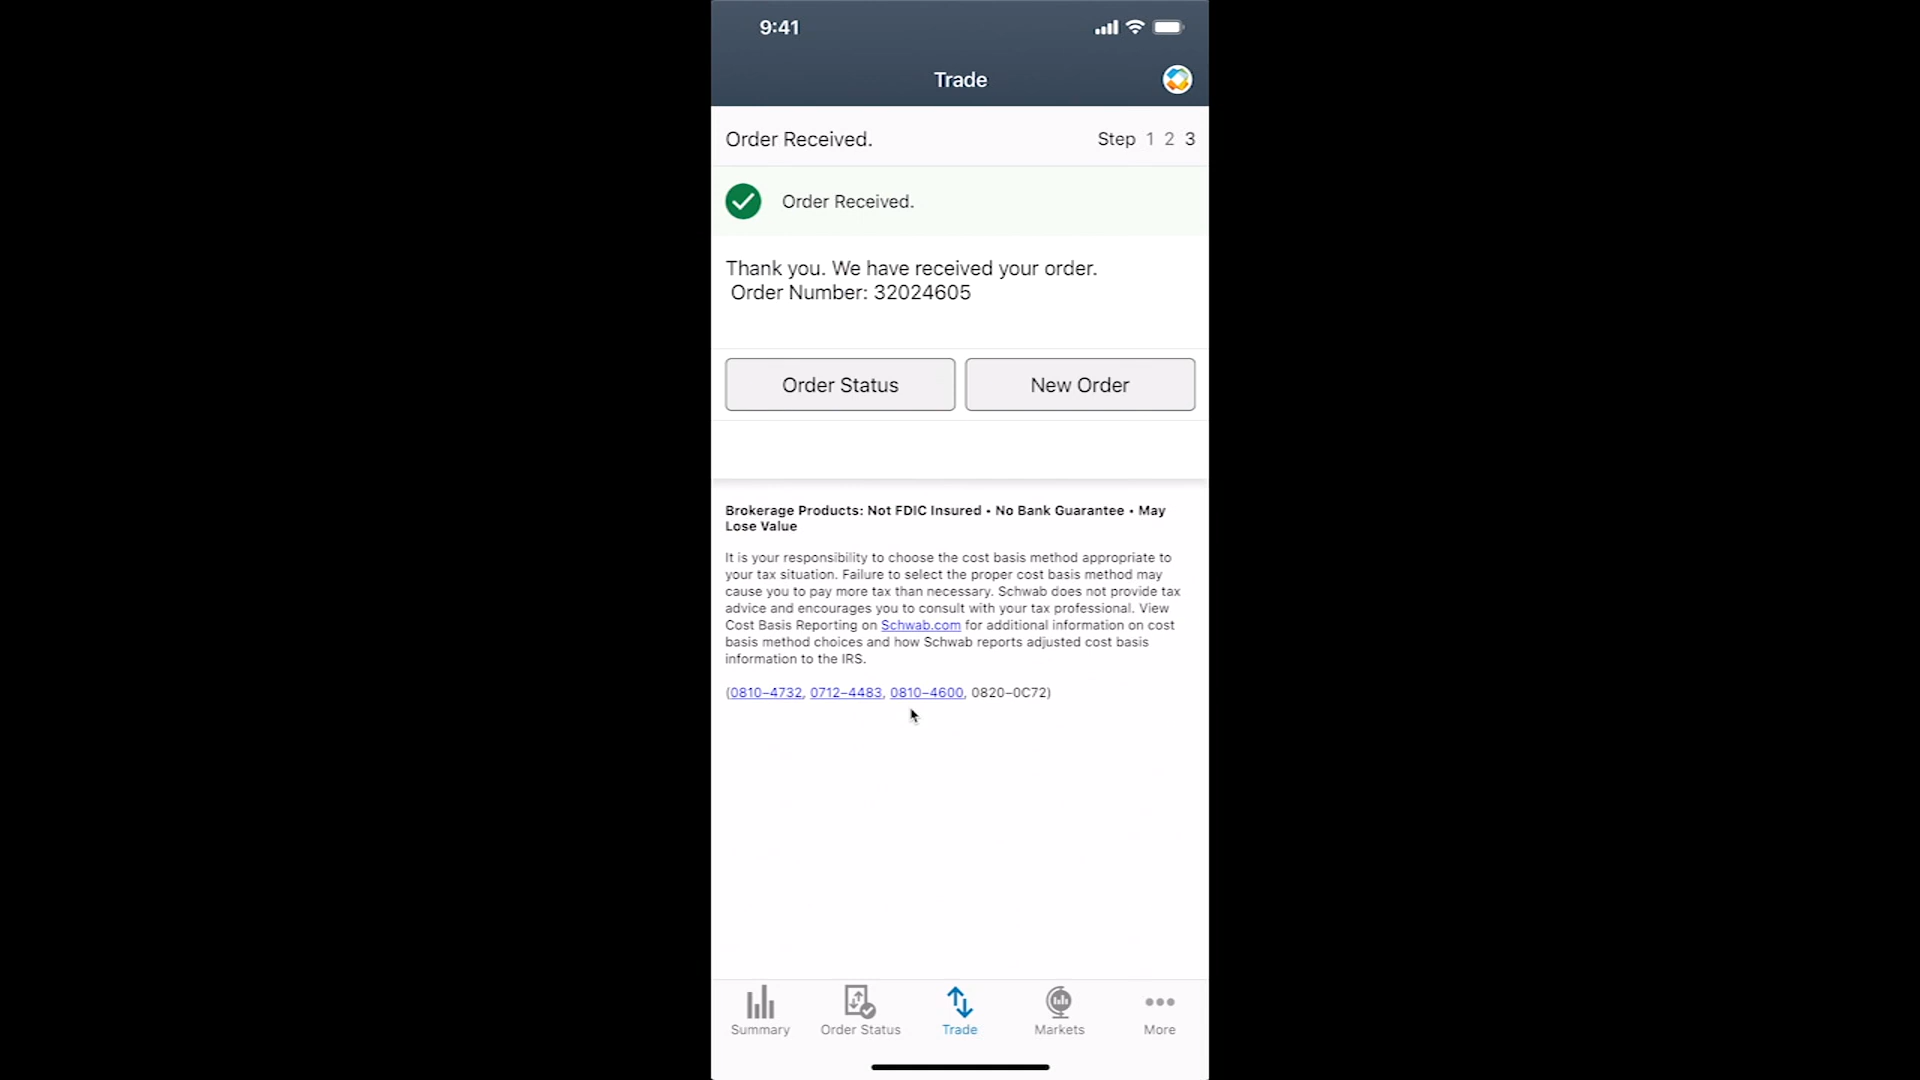 9:41
Trade
Order Received.
Step 1 2 3
Order Received.
Thank you. We have received your order.
Order Number: 32024605
Order Status
New Order
Brokerage Products: Not FDIC Insured • No Bank Guarantee • May
Lose Value
It is your responsibility to choose the cost basis method appropriate to
your tax situation. Failure to select the proper cost basis method may
cause you to pay more tax than necessary. Schwab does not provide tax
advice and encourages you to consult with your tax professional. View
Cost Basis Reporting on Schwab.com for additional information on cost
basis method choices and how Schwab reports adjusted cost basis
information to the IRS.
(0810–4732, 0712–4483, 0810–4600, 0820–0C72)
Summary
Order Status
Trade
Markets
More